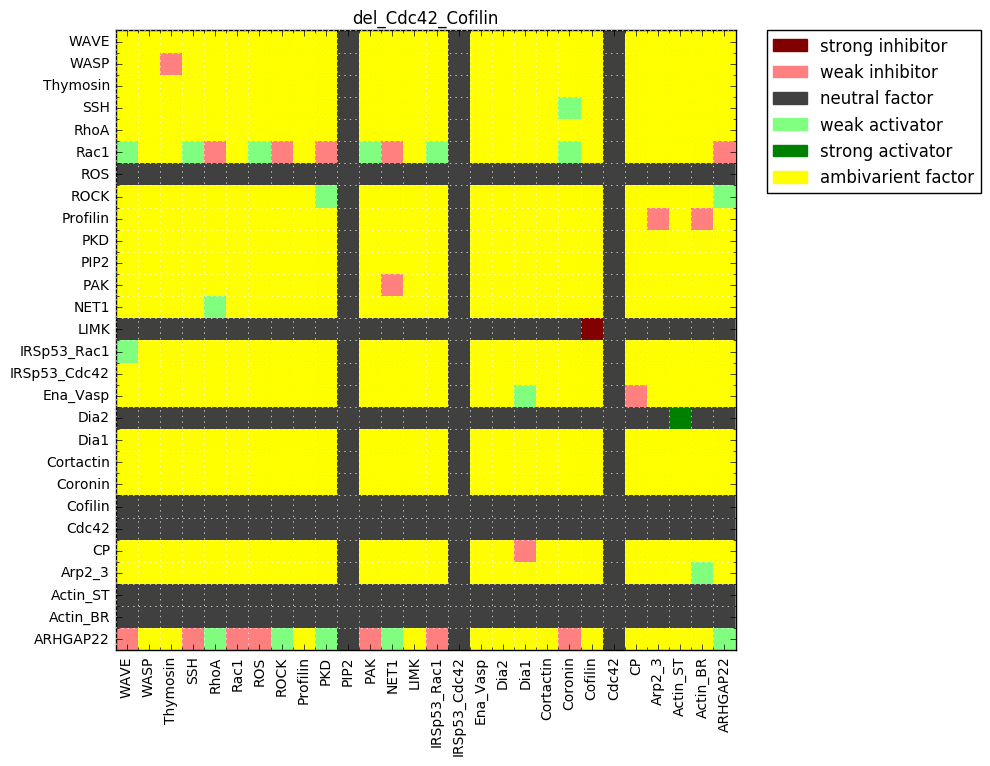 del_Cdc42_Cofilin
WAVE
WASP
Thymosin
SSH
RhoA
Rac1
ROS
ROCK
Profilin
PKD
PIP2
PAK
NET1
LIMK
IRSp53_Rac1
IRSp53_Cdc42
Ena_Vasp
Dia2
Dia1
Cortactin
Coronin
Cofilin
Cdc42
CP
Arp2_3
Actin_ST
Actin_BR
ARHGAP22
WAVE
WASP
Thymosin
SSH
RhoA
Rac1
ROS
ROCK
Profilin
PKD
PIP2
PAK
NET1
LIMK
IRSp53_Rac1
IRSp53_Cdc42
Ena_Vasp
Dia2
Dia1
Cortactin
Coronin
Cofilin
Cdc42
CP
Arp2_3
Actin_ST
Actin_BR
ARHGAP22
strong inhibitor
weak inhibitor
neutral factor
weak activator
strong activator
ambivarient factor